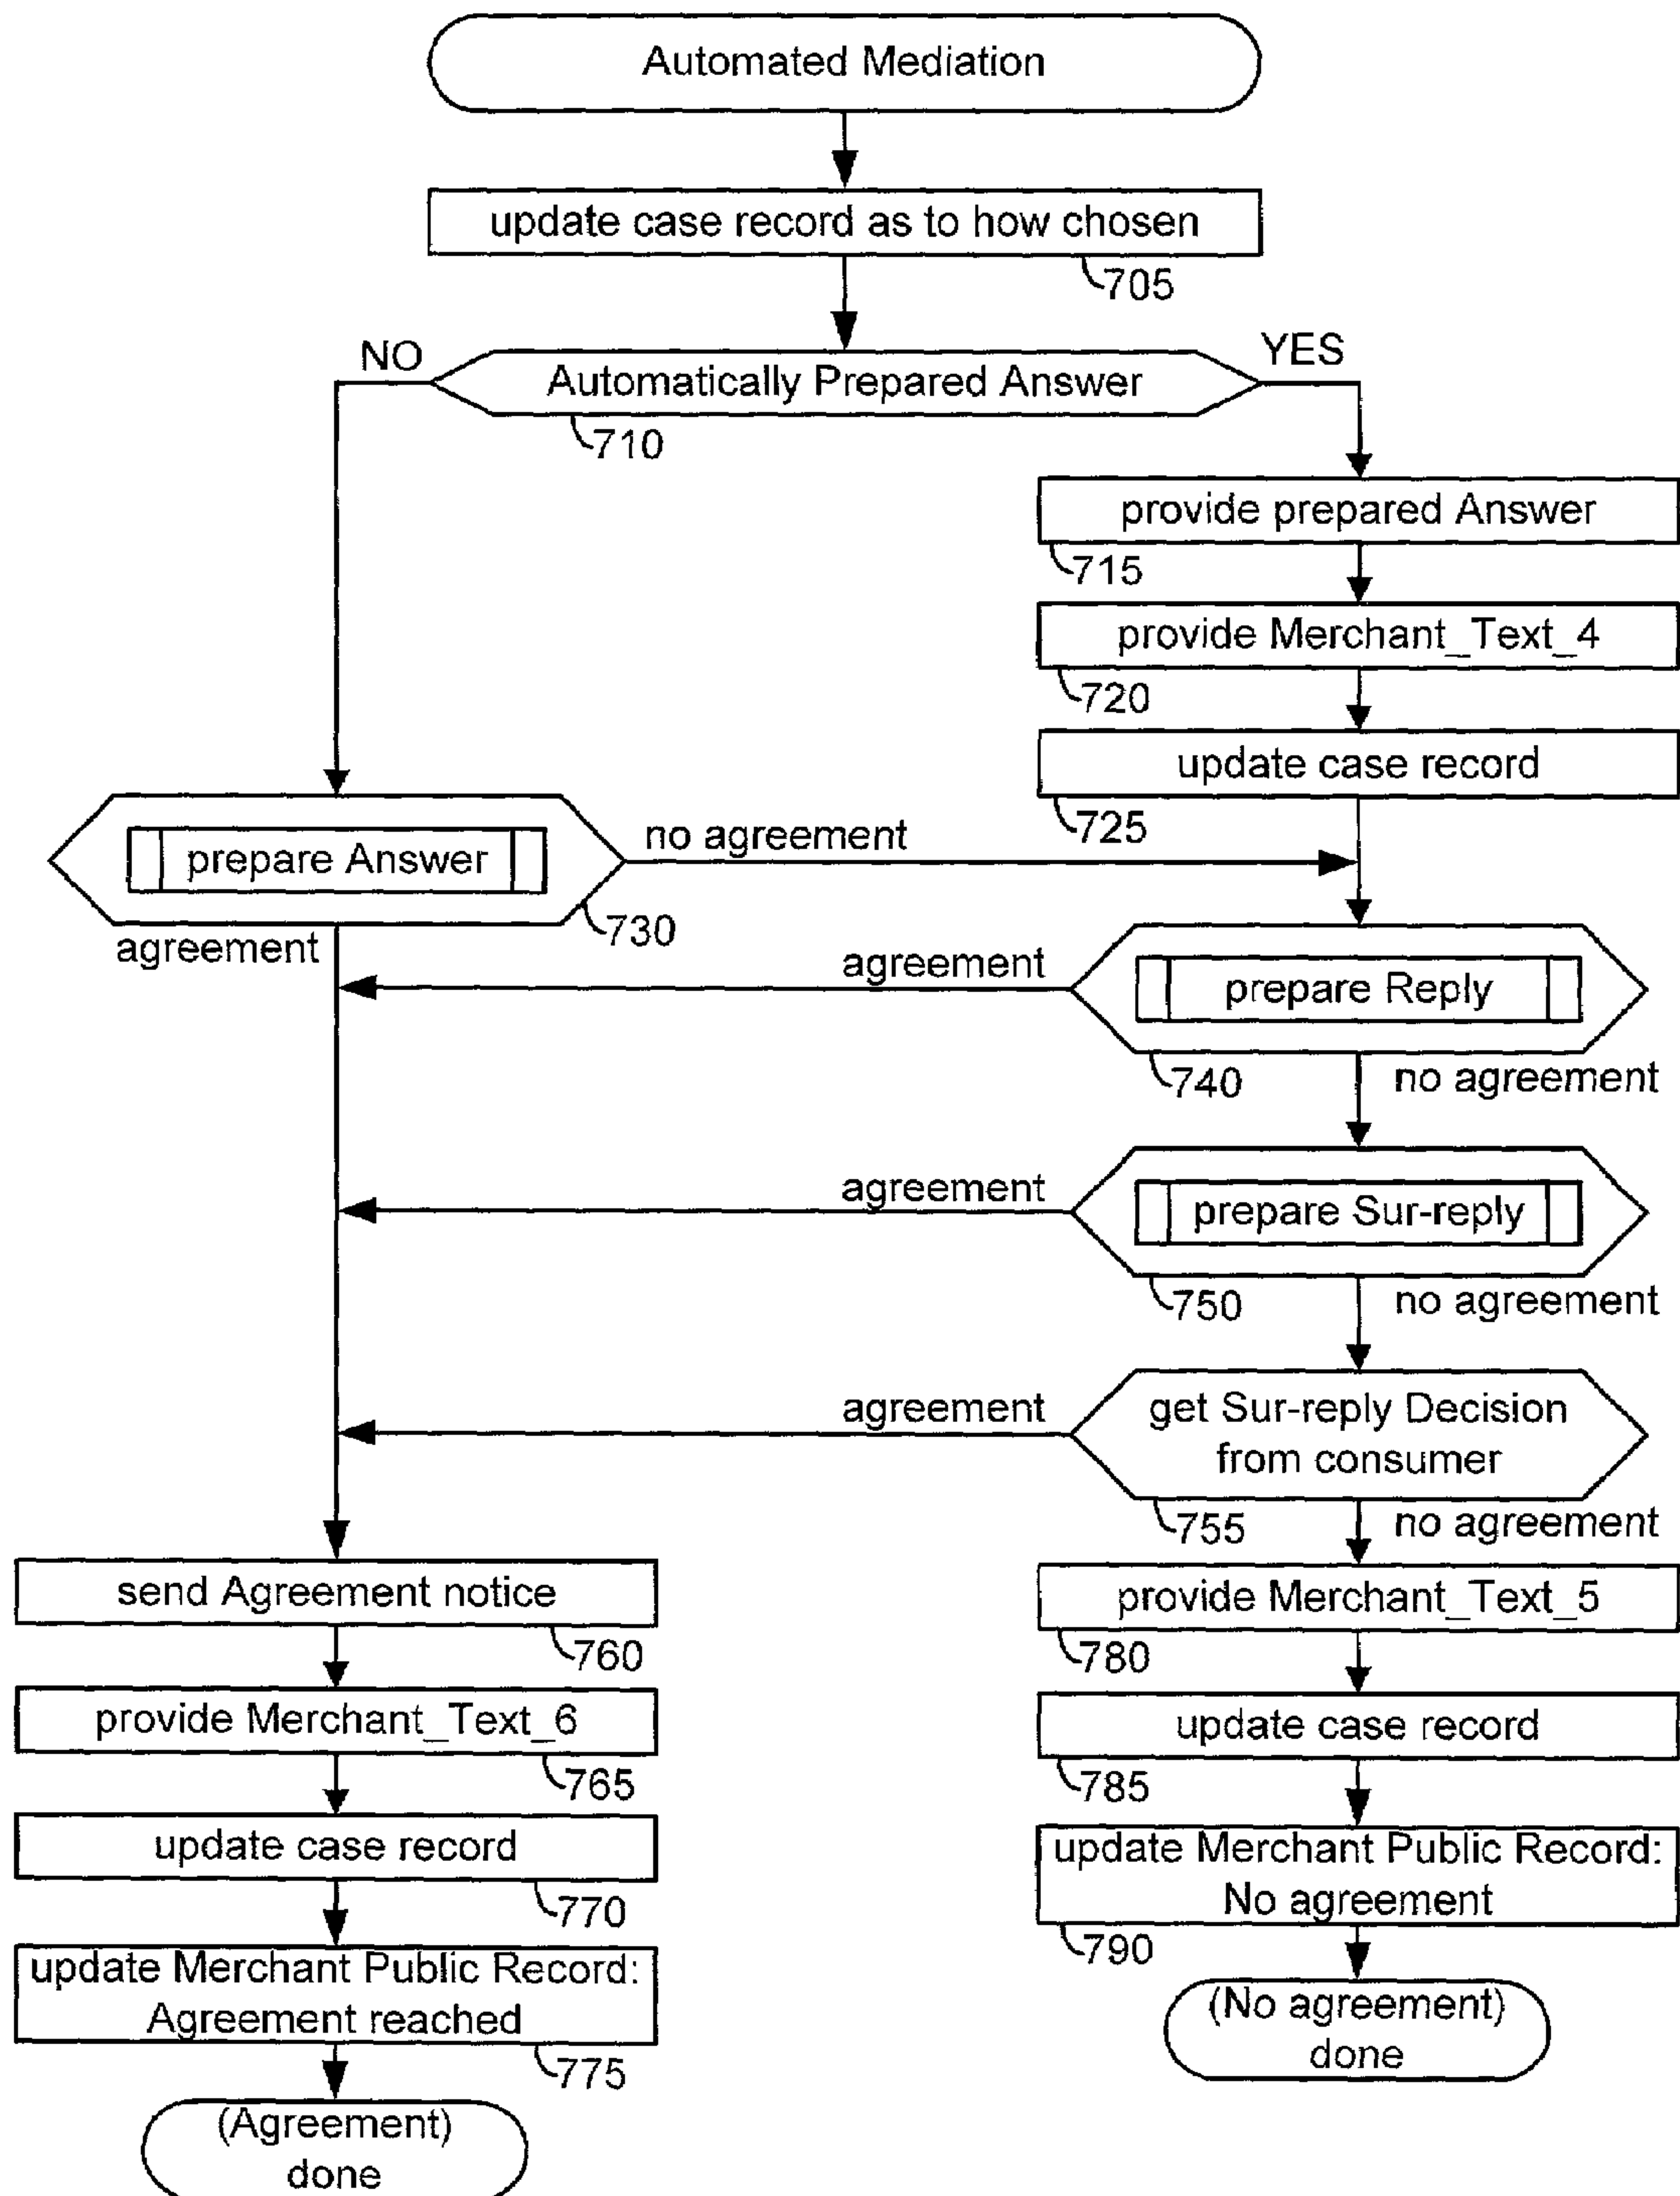 Automated Mediation
update case record as to how chosen
705
NO
YES
Automatically Prepared Answer
710
provide prepared Answer
715
provide Merchant_Text_4
720
update case record
725
prepare Answer
no agreement
730
agreement
agreement
prepare Reply
740
no agreement
agreement
prepare Sur-reply
750
no agreement
agreement
get Sur-reply Decision
from consumer
755
no agreement
send Agreement notice
760
provide Merchant_Text_5
780
provide Merchant_Text_6
765
update case record
785
update case record
770
update Merchant Public Record:
No agreement
790
update Merchant Public Record:
Agreement reached
775
(No agreement)
done
(Agreement)
done